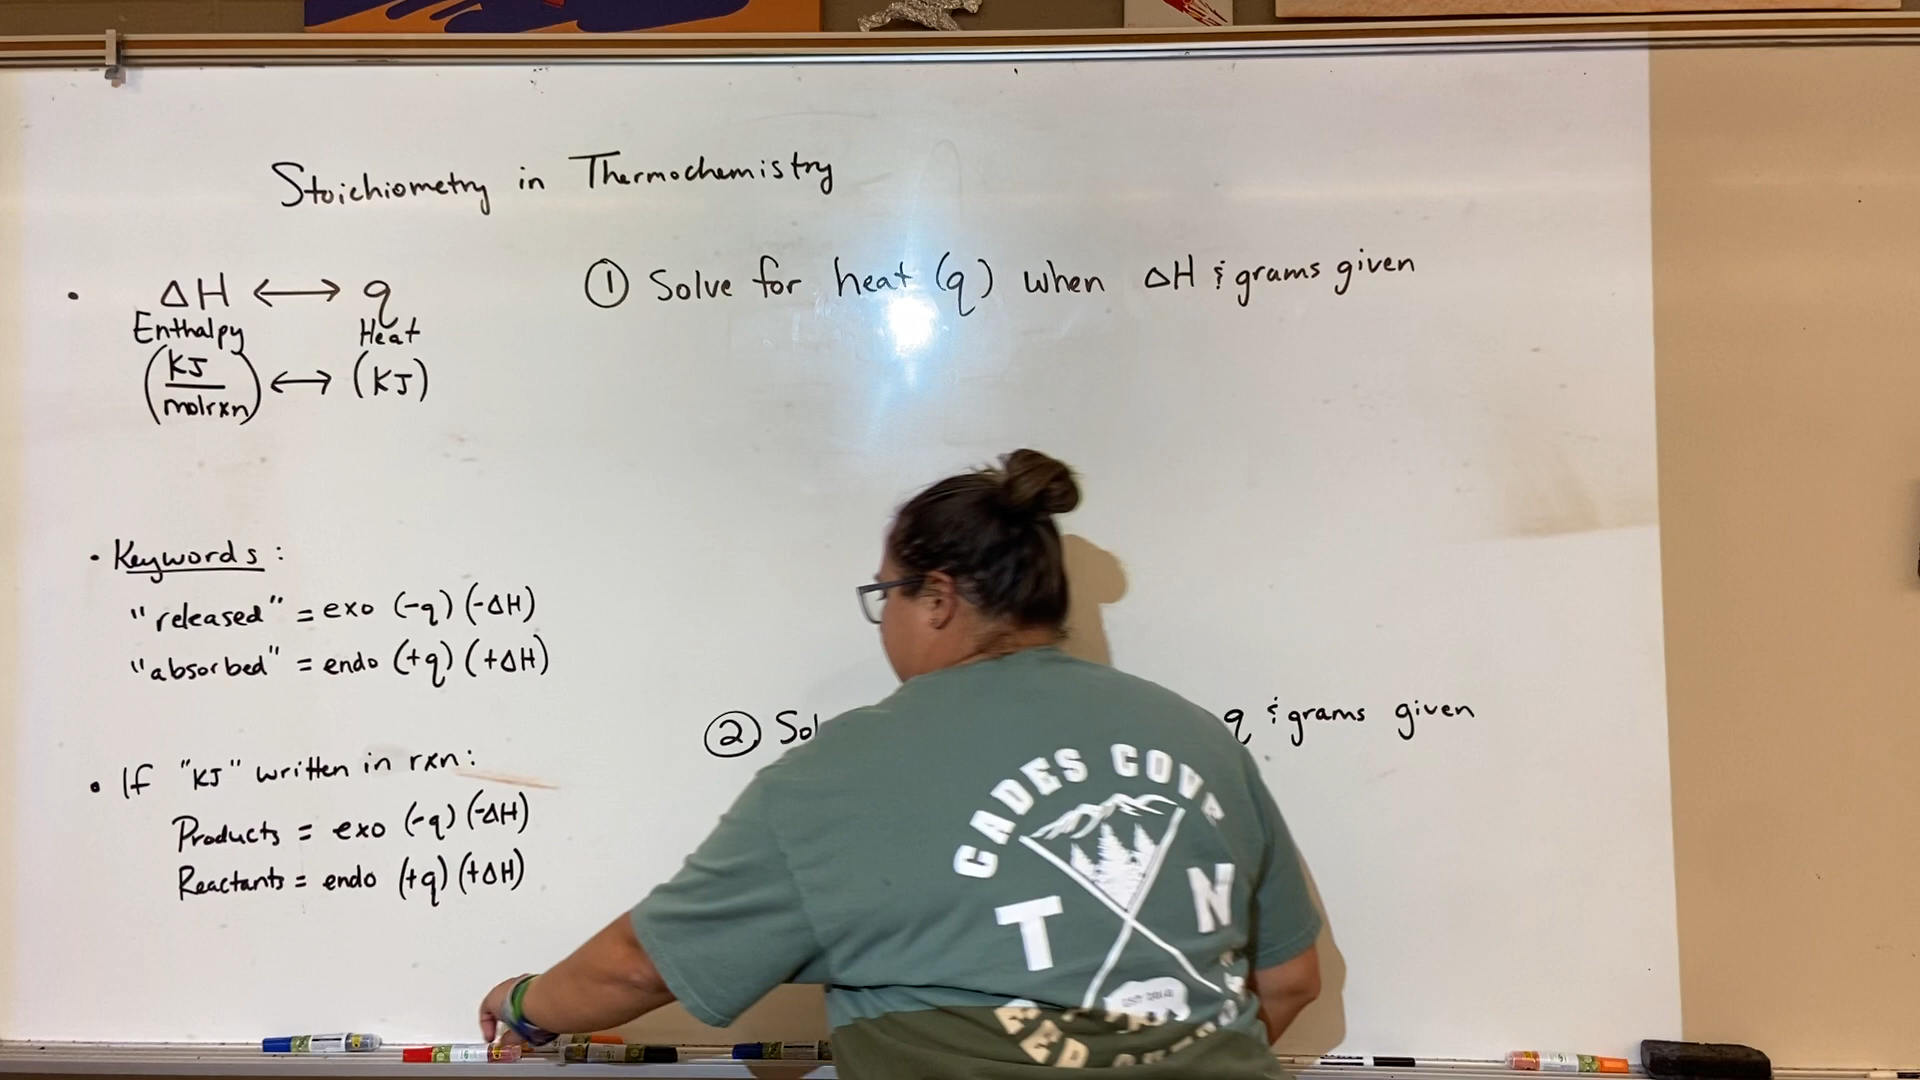 Stoichiometry in Thermochemistry
• ΔH ⟷ q
Enthalpy Heat
(KJ/molrxn) ⟷ (KJ)
• Keywords:
"released" = exo (-q) (-ΔH)
"absorbed" = endo (+q) (+ΔH)
• If "KJ" written in rxn:
Products = exo (-q) (-ΔH)
Reactants = endo (+q) (+ΔH)
① Solve for heat (q) when ΔH & grams given
② Sol q & grams given
CADES COV
T N